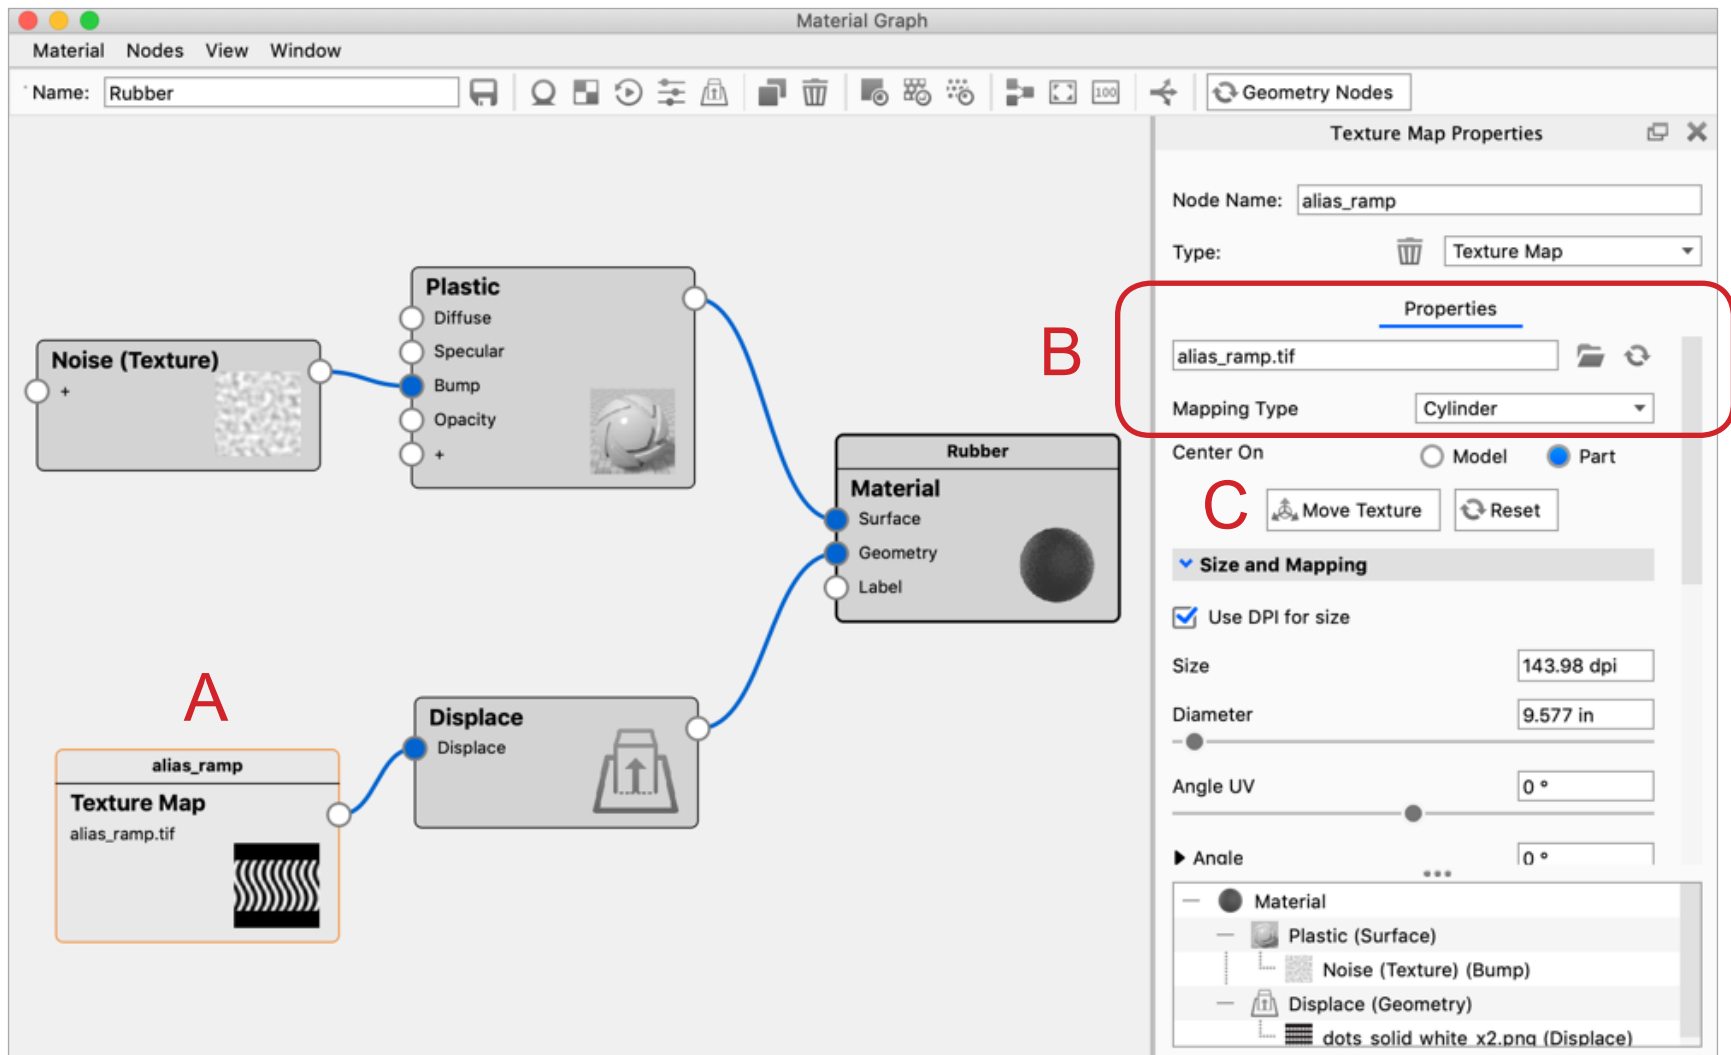 Material Graph
Material Nodes View Window
Name: Rubber
100
Geometry Nodes
Texture Map Properties
Node Name: alias_ramp
Type: Texture Map
B
Properties
alias_ramp.tif
Mapping Type Cylinder
Center On Model Part
C
Move Texture Reset
Size and Mapping
Use DPI for size
Size 143.98 dpi
Diameter 9.577 in
Angle UV 0 °
Angle 0 °
Material
Plastic (Surface)
Noise (Texture) (Bump)
Displace (Geometry)
dots_solid_white_x2.png (Displace)
Noise (Texture)
+
Plastic
Diffuse
Specular
Bump
Opacity
+
Rubber
Material
Surface
Geometry
Label
A
alias_ramp
Texture Map
alias_ramp.tif
Displace
Displace